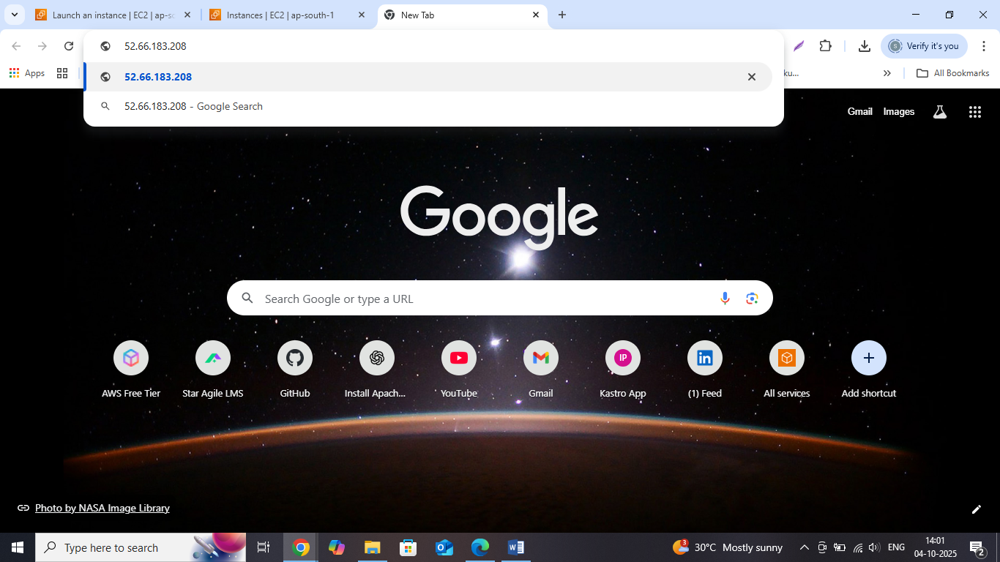 Launch an instance | EC2 | ap-sc
Instances | EC2 | ap-south-1
New Tab
52.66.183.208
Verify it's you
Apps
52.66.183.208
ku...
All Bookmarks
52.66.183.208 - Google Search
Gmail
Images
Google
Search Google or type a URL
IP
AWS Free Tier
Star Agile LMS
GitHub
Install Apach...
YouTube
Gmail
Kastro App
(1) Feed
All services
Add shortcut
Photo by NASA Image Library
Type here to search
3
30°C Mostly sunny
ENG
14:01
04-10-2025
2